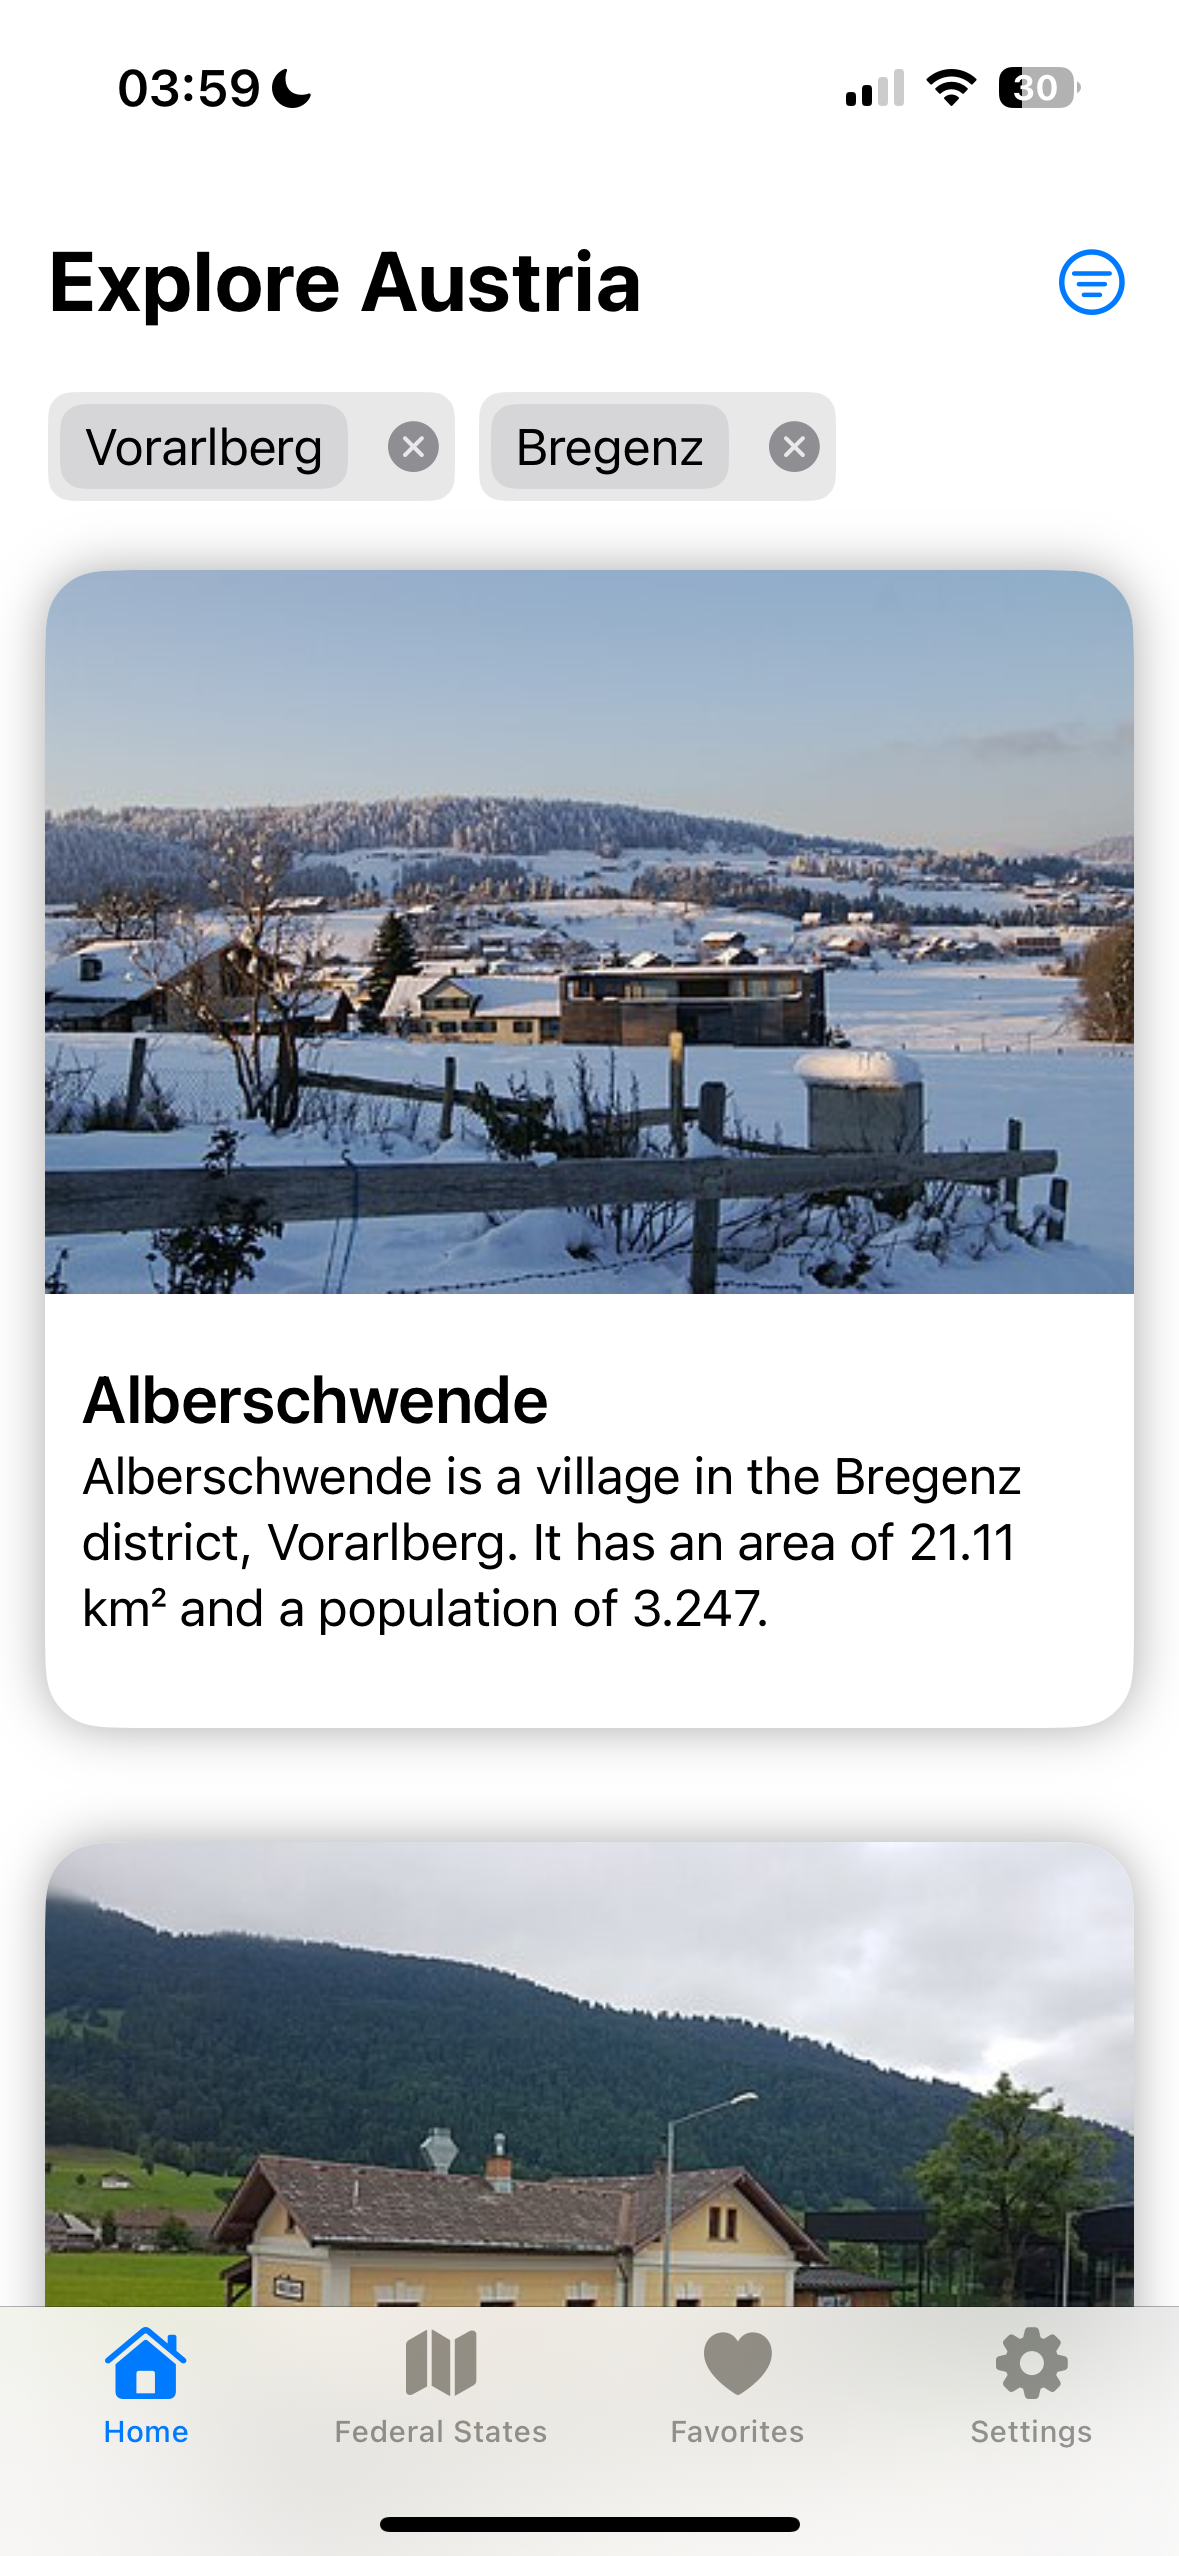 03:59
30
Explore Austria
Vorarlberg
Bregenz
Alberschwende
Alberschwende is a village in the Bregenz
district, Vorarlberg. It has an area of 21.11
km² and a population of 3.247.
Home
Federal States
Favorites
Settings